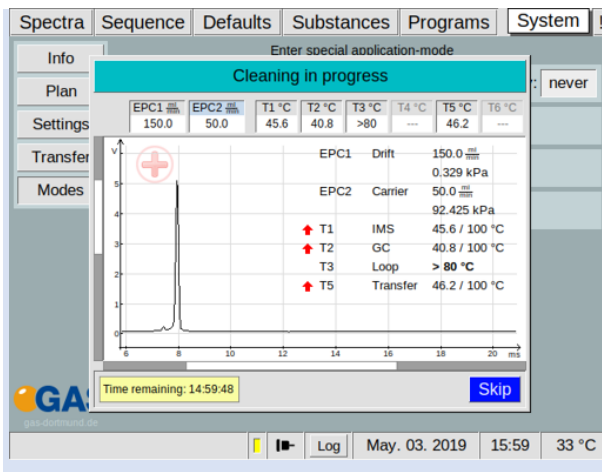 Spectra Sequence Defaults Substances Programs System
Info
Enter special application-mode
Cleaning in progress
Plan
never
EPC1 ml/min EPC2 ml/min T1 °C T2 °C T3 °C T4 °C T5 °C T6 °C
150.0 50.0 45.6 40.8 >80 --- 46.2 ---
Settings
Transfer
Modes
V
5
4
3
2
1
0
6 8 10 12 14 16 18 20 ms
EPC1 Drift 150.0 ml/min
0.329 kPa
EPC2 Carrier 50.0 ml/min
92.425 kPa
T1 IMS 45.6 / 100 °C
T2 GC 40.8 / 100 °C
T3 Loop > 80 °C
T5 Transfer 46.2 / 100 °C
Time remaining: 14:59:48
Skip
GAS
gas-dortmund.de
Log May. 03. 2019 15:59 33 °C